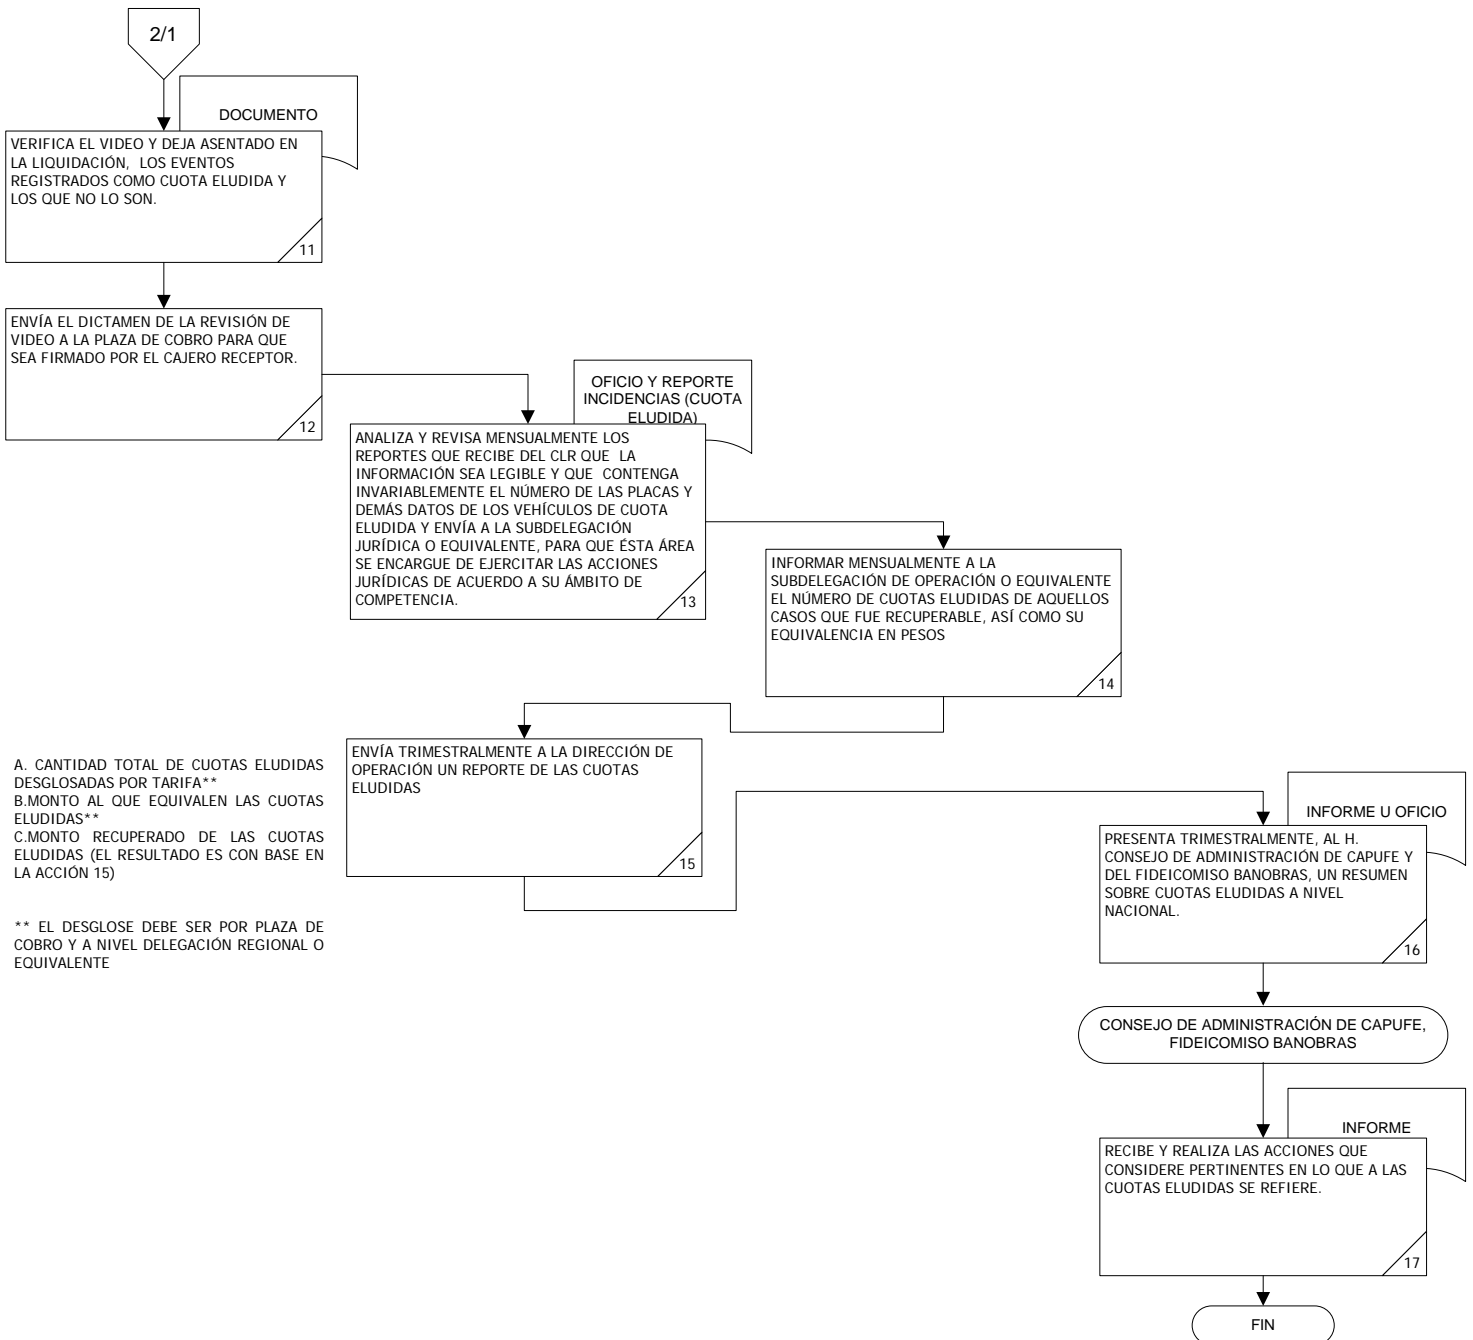 2/1
DOCUMENTO
VERIFICA EL VIDEO Y DEJA ASENTADO EN
LA LIQUIDACIÓN, LOS EVENTOS
REGISTRADOS COMO CUOTA ELUDIDA Y
LOS QUE NO LO SON.
11
ENVÍA EL DICTAMEN DE LA REVISIÓN DE
VIDEO A LA PLAZA DE COBRO PARA QUE
SEA FIRMADO POR EL CAJERO RECEPTOR.
12
OFICIO Y REPORTE
INCIDENCIAS (CUOTA
ELUDIDA)
ANALIZA Y REVISA MENSUALMENTE LOS
REPORTES QUE RECIBE DEL CLR QUE LA
INFORMACIÓN SEA LEGIBLE Y QUE CONTENGA
INVARIABLEMENTE EL NÚMERO DE LAS PLACAS Y
DEMÁS DATOS DE LOS VEHÍCULOS DE CUOTA
ELUDIDA Y ENVÍA A LA SUBDELEGACIÓN
JURÍDICA O EQUIVALENTE, PARA QUE ÉSTA ÁREA
SE ENCARGUE DE EJERCITAR LAS ACCIONES
JURÍDICAS DE ACUERDO A SU ÁMBITO DE
COMPETENCIA.
13
INFORMAR MENSUALMENTE A LA
SUBDELEGACIÓN DE OPERACIÓN O EQUIVALENTE
EL NÚMERO DE CUOTAS ELUDIDAS DE AQUELLOS
CASOS QUE FUE RECUPERABLE, ASÍ COMO SU
EQUIVALENCIA EN PESOS
14
A. CANTIDAD TOTAL DE CUOTAS ELUDIDAS
DESGLOSADAS POR TARIFA**
B.MONTO AL QUE EQUIVALEN LAS CUOTAS
ELUDIDAS**
C.MONTO RECUPERADO DE LAS CUOTAS
ELUDIDAS (EL RESULTADO ES CON BASE EN
LA ACCIÓN 15)
** EL DESGLOSE DEBE SER POR PLAZA DE
COBRO Y A NIVEL DELEGACIÓN REGIONAL O
EQUIVALENTE
ENVÍA TRIMESTRALMENTE A LA DIRECCIÓN DE
OPERACIÓN UN REPORTE DE LAS CUOTAS
ELUDIDAS
15
INFORME U OFICIO
PRESENTA TRIMESTRALMENTE, AL H.
CONSEJO DE ADMINISTRACIÓN DE CAPUFE Y
DEL FIDEICOMISO BANOBRAS, UN RESUMEN
SOBRE CUOTAS ELUDIDAS A NIVEL
NACIONAL.
16
CONSEJO DE ADMINISTRACIÓN DE CAPUFE,
FIDEICOMISO BANOBRAS
INFORME
RECIBE Y REALIZA LAS ACCIONES QUE
CONSIDERE PERTINENTES EN LO QUE A LAS
CUOTAS ELUDIDAS SE REFIERE.
17
FIN